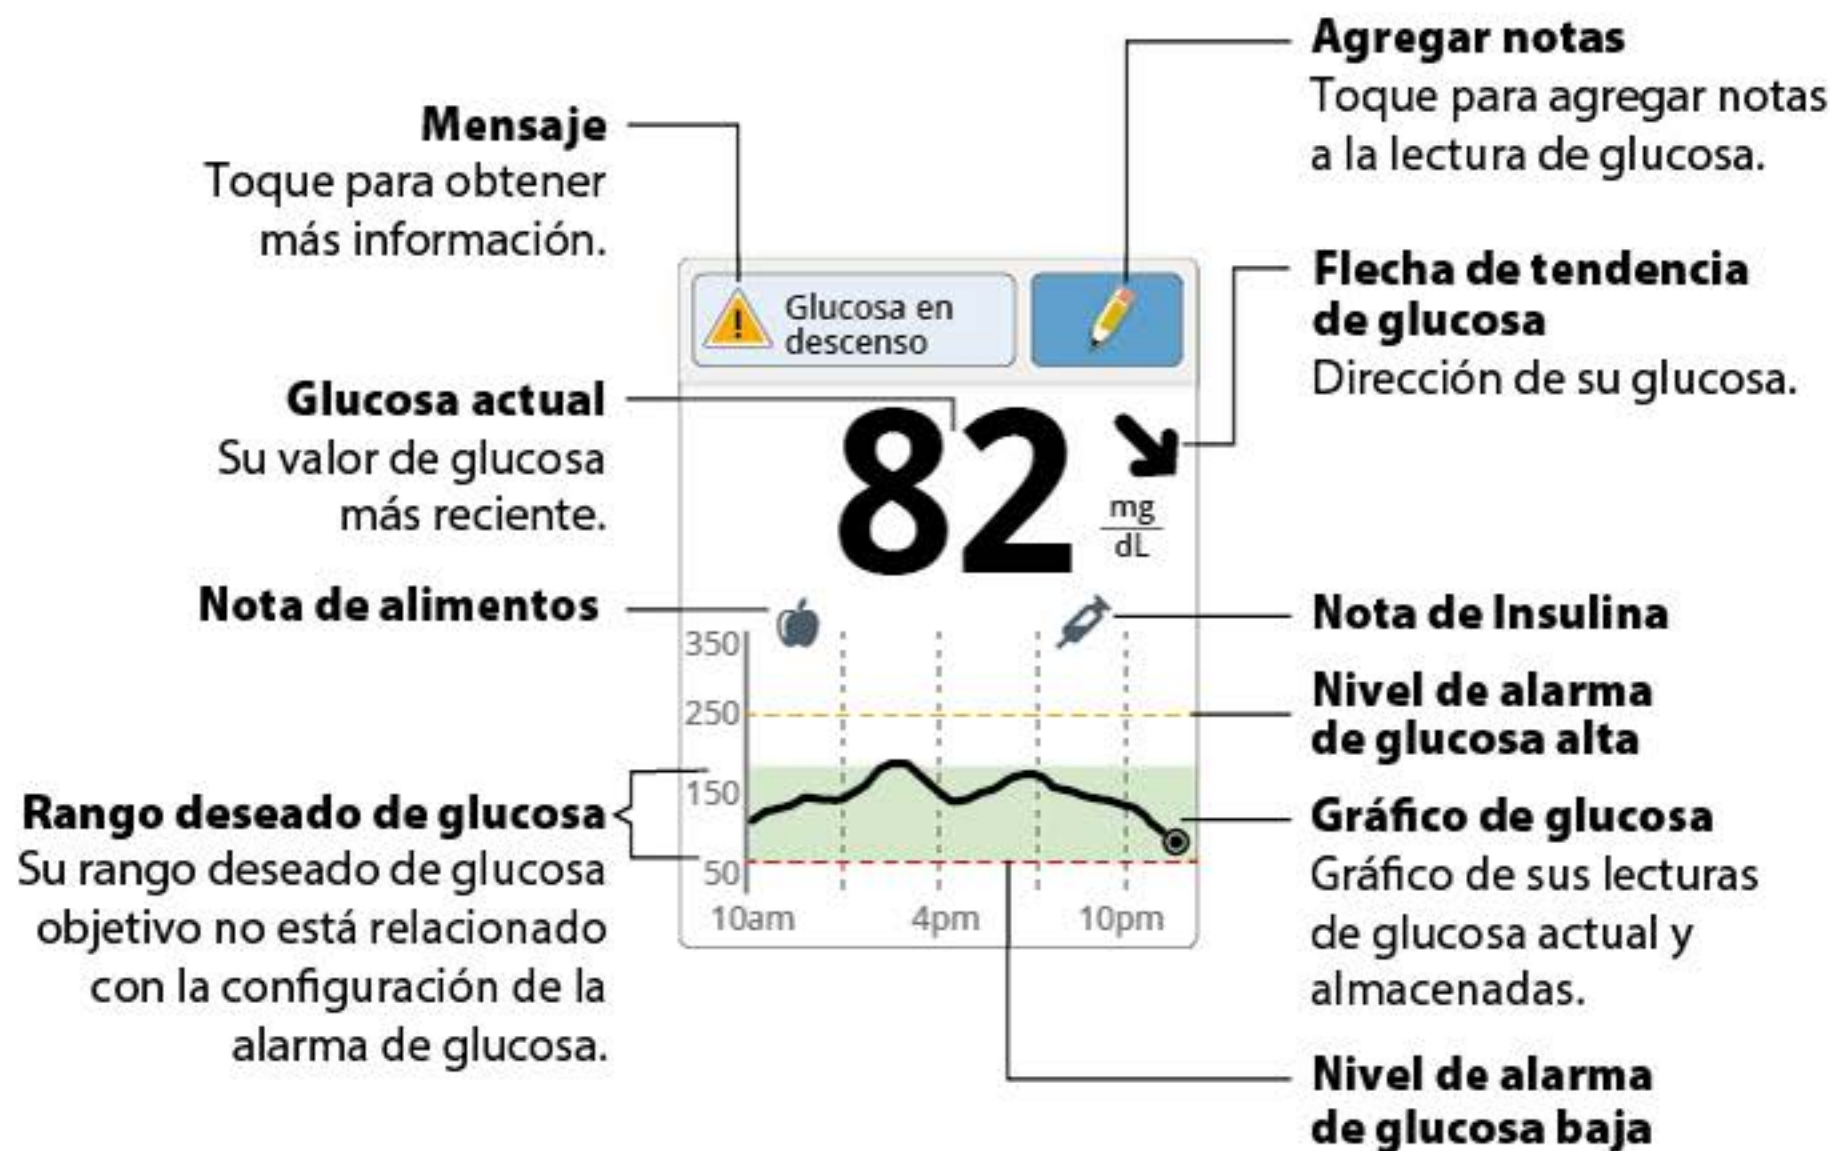 Agregar notas
Toque para agregar notas
a la lectura de glucosa.
Mensaje
Toque para obtener
más información.
Flecha de tendencia
de glucosa
Dirección de su glucosa.
Glucosa en
descenso
Glucosa actual
Su valor de glucosa
más reciente.
82
mg
dL
Nota de alimentos
Nota de Insulina
350
250
150
50
10am 4pm 10pm
Nivel de alarma
de glucosa alta
Rango deseado de glucosa
Su rango deseado de glucosa
objetivo no está relacionado
con la configuración de la
alarma de glucosa.
Gráfico de glucosa
Gráfico de sus lecturas
de glucosa actual y
almacenadas.
Nivel de alarma
de glucosa baja